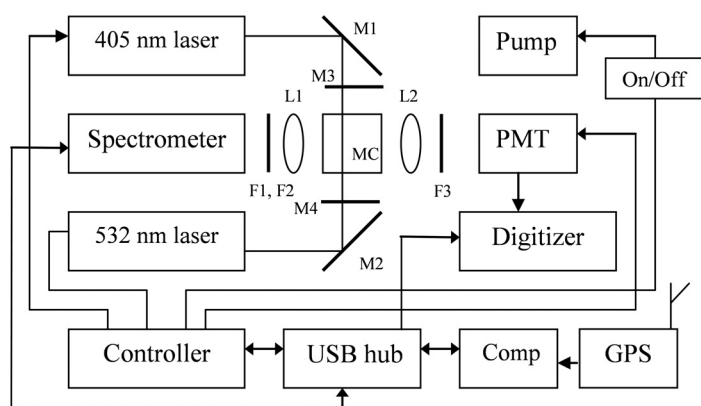 405 nm laser
M1
Pump
On/Off
M3
L1
L2
Spectrometer
MC
PMT
F1, F2
F3
M4
532 nm laser
M2
Digitizer
Controller
USB hub
Comp
GPS